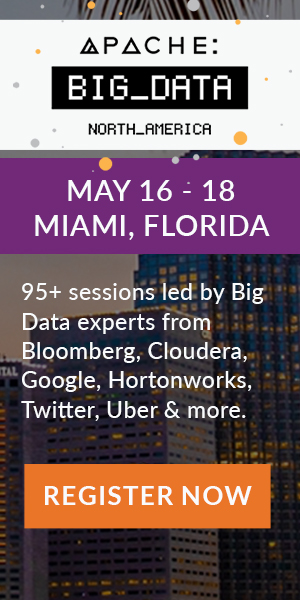 APACHE:
BIG_DATA
NORTH_AMERICA
MAY 16 - 18
MIAMI, FLORIDA
95+ sessions led by Big
Data experts from
Bloomberg, Cloudera,
Google, Hortonworks,
Twitter, Uber & more.
REGISTER NOW